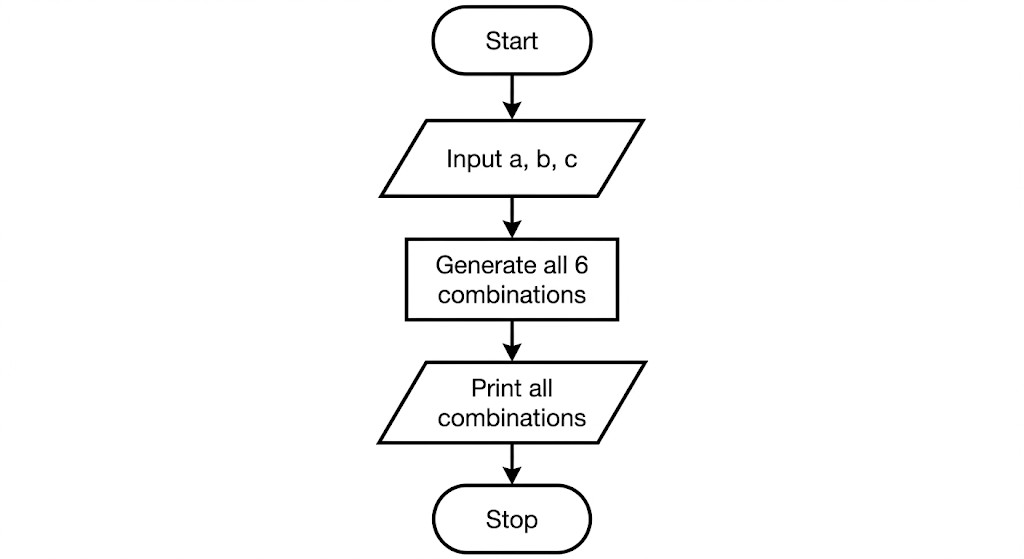 Start
Input a, b, c
Generate all 6
combinations
Print all
combinations
Stop